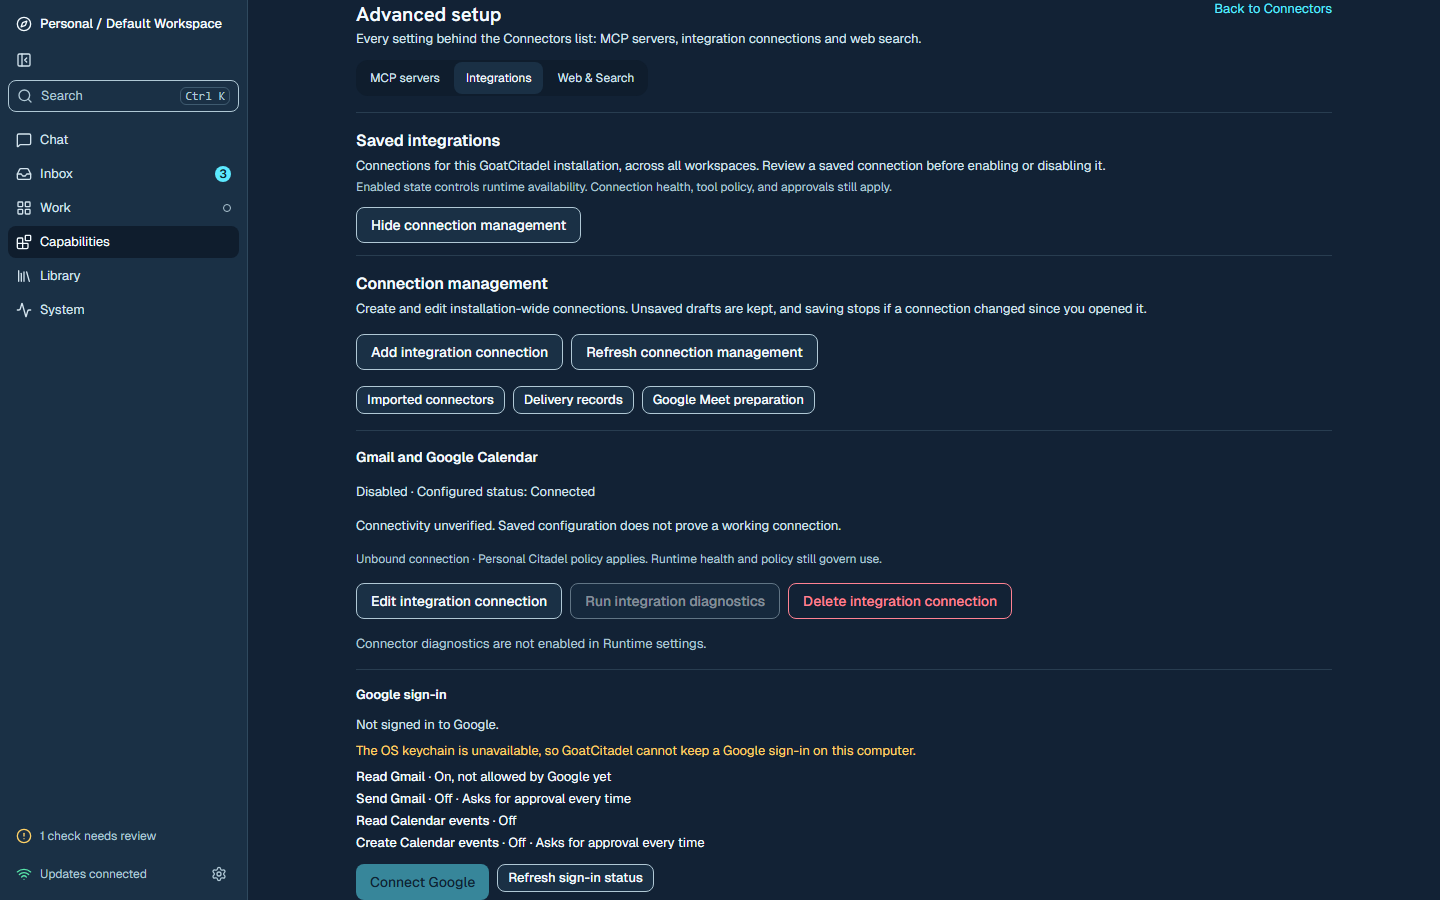 Personal / Default Workspace
Search Ctrl K
Chat
Inbox 3
Work
Capabilities
Library
System
1 check needs review
Updates connected
Advanced setup
Back to Connectors
Every setting behind the Connectors list: MCP servers, integration connections and web search.
MCP servers Integrations Web & Search
Saved integrations
Connections for this GoatCitadel installation, across all workspaces. Review a saved connection before enabling or disabling it.
Enabled state controls runtime availability. Connection health, tool policy, and approvals still apply.
Hide connection management
Connection management
Create and edit installation-wide connections. Unsaved drafts are kept, and saving stops if a connection changed since you opened it.
Add integration connection Refresh connection management
Imported connectors Delivery records Google Meet preparation
Gmail and Google Calendar
Disabled · Configured status: Connected
Connectivity unverified. Saved configuration does not prove a working connection.
Unbound connection · Personal Citadel policy applies. Runtime health and policy still govern use.
Edit integration connection Run integration diagnostics Delete integration connection
Connector diagnostics are not enabled in Runtime settings.
Google sign-in
Not signed in to Google.
The OS keychain is unavailable, so GoatCitadel cannot keep a Google sign-in on this computer.
Read Gmail · On, not allowed by Google yet
Send Gmail · Off · Asks for approval every time
Read Calendar events · Off
Create Calendar events · Off · Asks for approval every time
Connect Google Refresh sign-in status